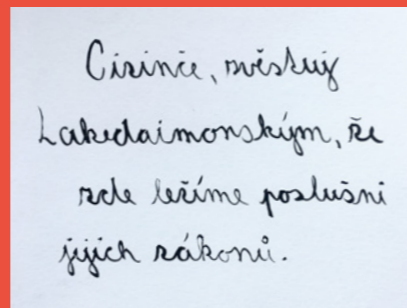 Cizinče, zvěstuj
Lakedaimonským, že
zde ležíme poslušni
jejich zákonů.